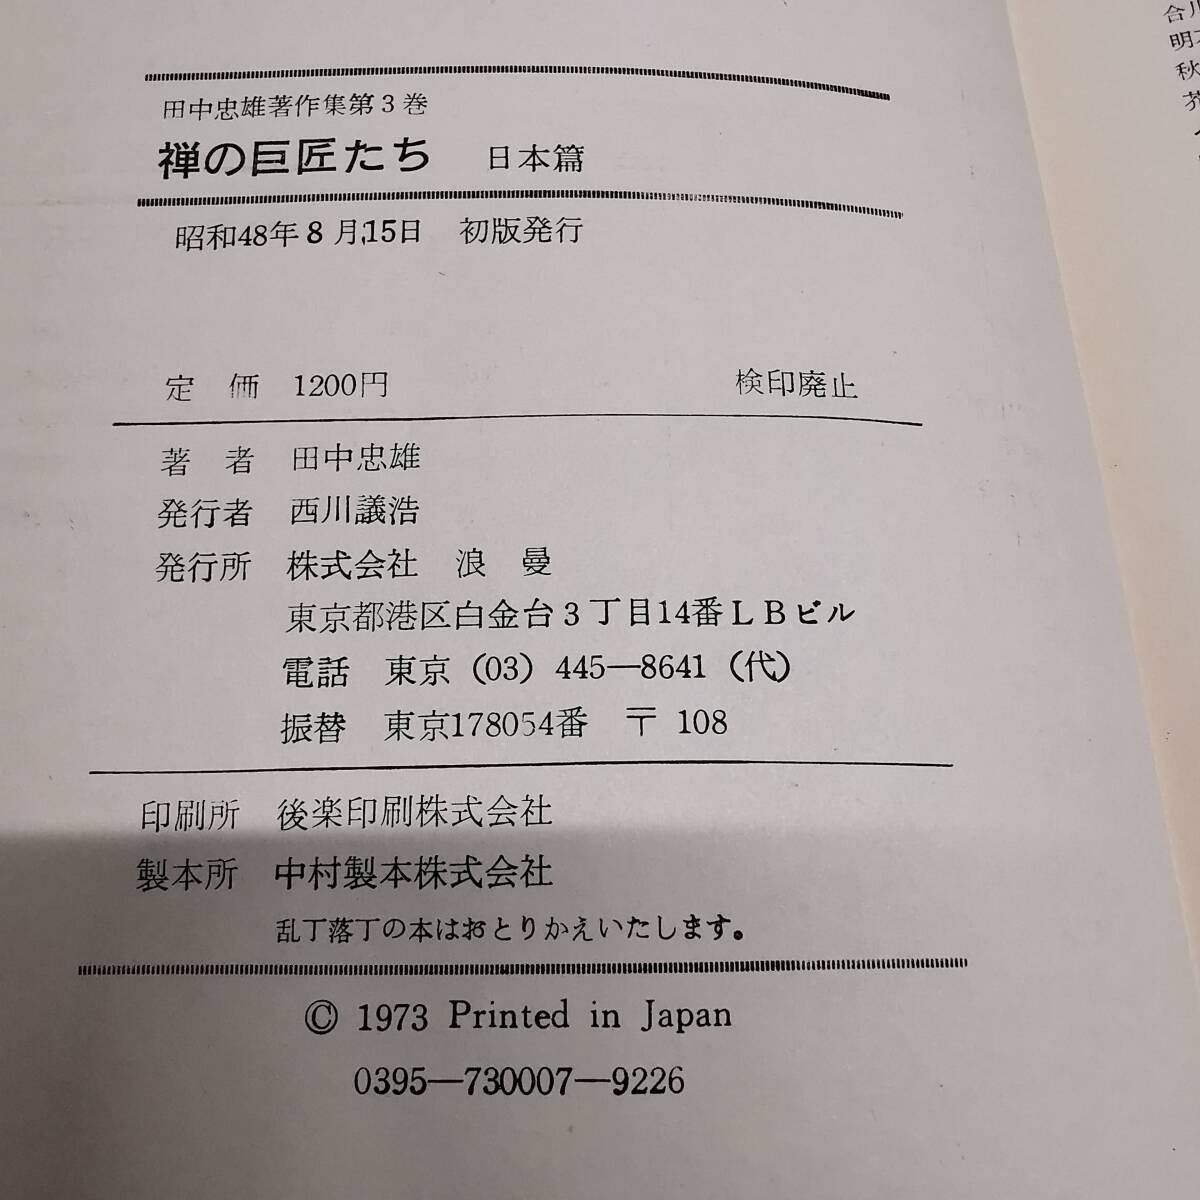 田中忠雄著作集第3巻
禅の巨匠たち 日本篇
昭和48年8月15日 初版発行
定価 1200円 検印廃止
著者 田中忠雄
発行者 西川議浩
発行所 株式会社 浪曼
東京都港区白金台3丁目14番LBビル
電話 東京 (03) 445—8641 (代)
振替 東京178054番 〒 108
印刷所 後楽印刷株式会社
製本所 中村製本株式会社
乱丁落丁の本はおとりかえいたします。
© 1973 Printed in Japan
0395—730007—9226
合川
明
秋